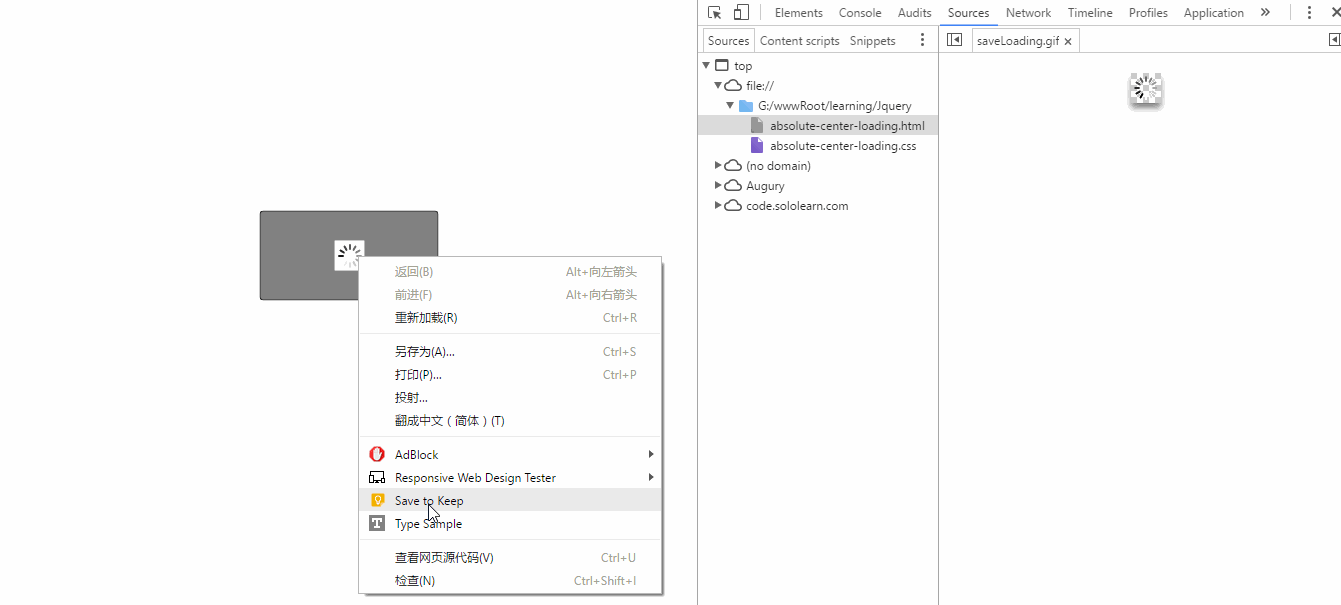 Elements Console Audits Sources Network Timeline Profiles Application »
Sources Content scripts Snippets
saveLoading.gif ×
top
file://
G:/wwwRoot/learning/Jquery
absolute-center-loading.html
absolute-center-loading.css
(no domain)
Augury
code.sololearn.com
返回(B) Alt+向左箭头
前进(F) Alt+向右箭头
重新加载(R) Ctrl+R
另存为(A)... Ctrl+S
打印(P)... Ctrl+P
投射...
翻成中文（简体）(T)
AdBlock
Responsive Web Design Tester
Save to Keep
Type Sample
查看网页源代码(V) Ctrl+U
检查(N) Ctrl+Shift+I